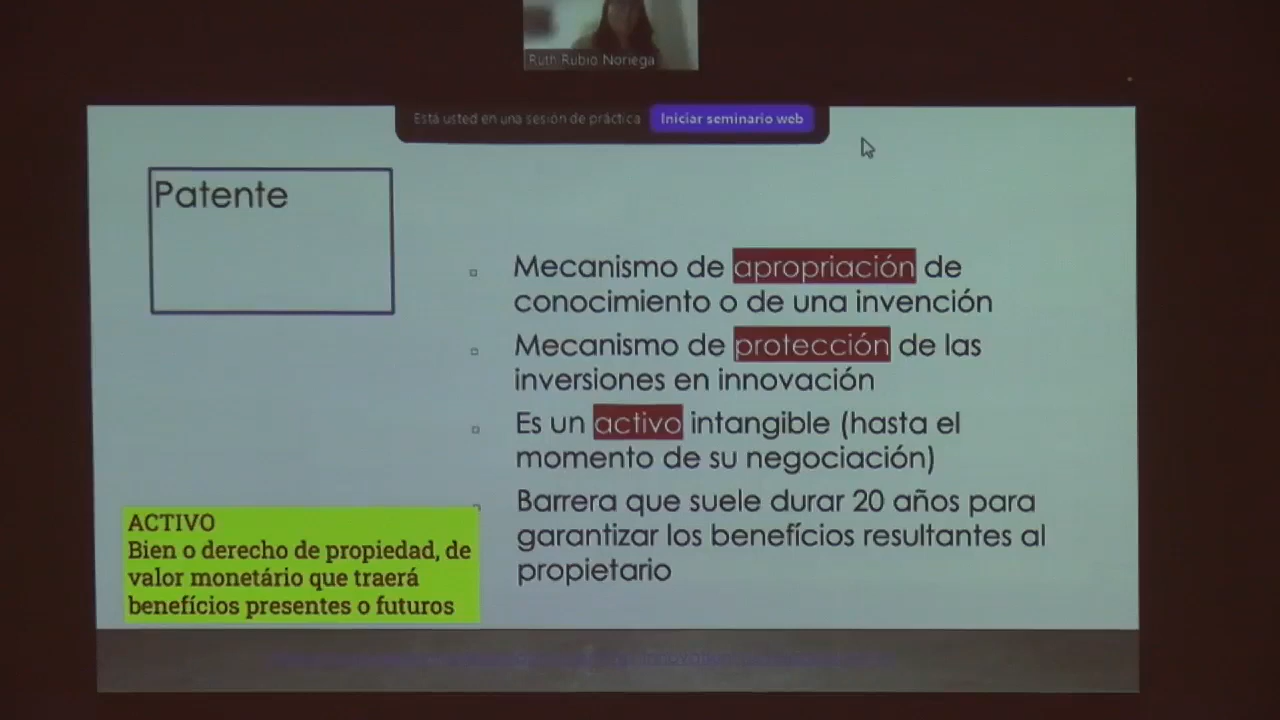 Ruth Rubio Noriega
Está usted en una sesión de práctica
Iniciar seminario web
Patente
Mecanismo de apropiación de
conocimiento o de una invención
Mecanismo de protección de las
inversiones en innovación
Es un activo intangible (hasta el
momento de su negociación)
Barrera que suele durar 20 años para
garantizar los benefícios resultantes al
propietario
ACTIVO
Bien o derecho de propiedad, de
valor monetário que traerá
benefícios presentes o futuros